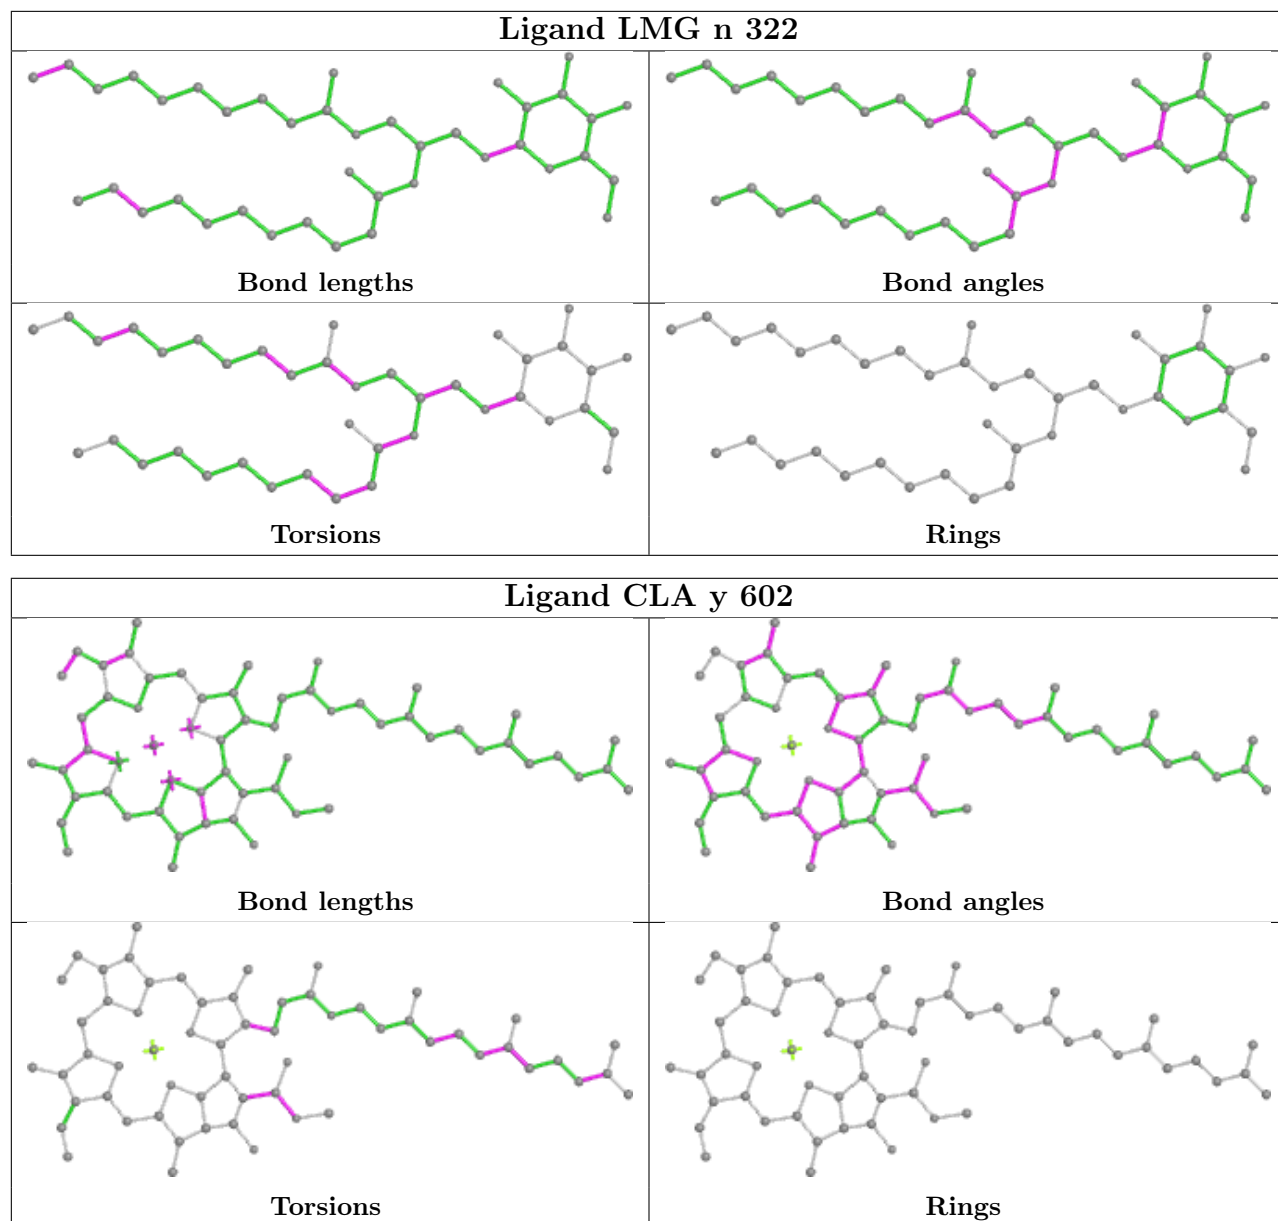 Ligand LMG n 322
Bond lengths
Bond angles
Torsions
Rings
Ligand CLA y 602
Bond lengths
Bond angles
Torsions
Rings